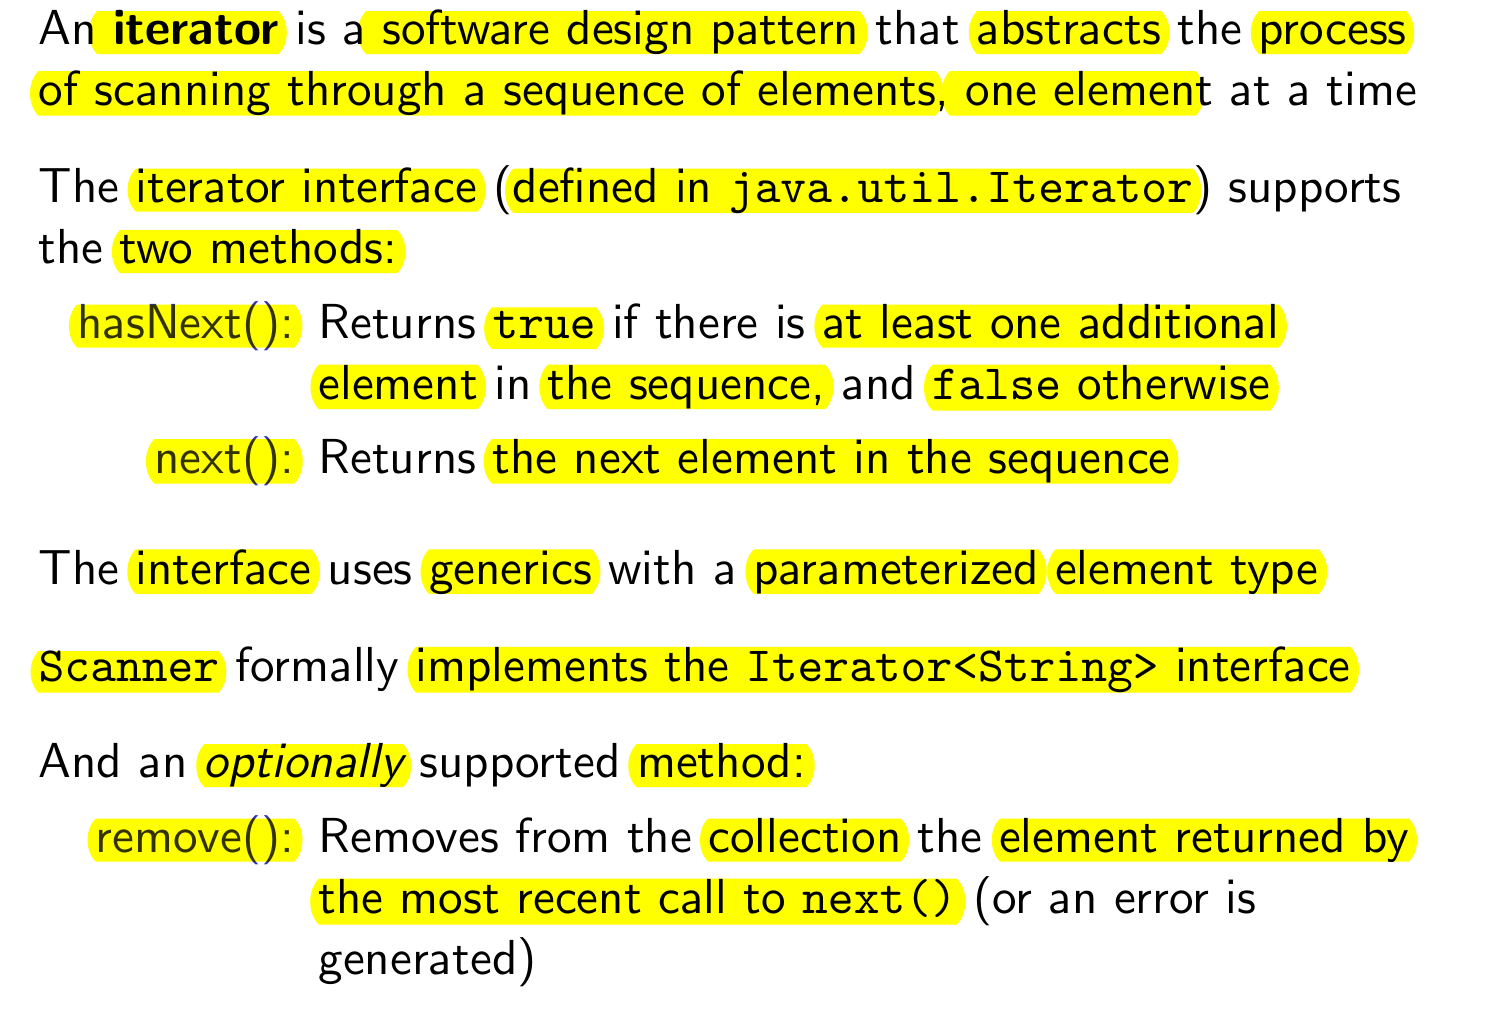 An iterator is a software design pattern that abstracts the process
of scanning through a sequence of elements, one element at a time
The iterator interface (defined in java.util.Iterator) supports
the two methods:
hasNext(): Returns true if there is at least one additional
element in the sequence, and false otherwise
next(): Returns the next element in the sequence
The interface uses generics with a parameterized element type
Scanner formally implements the Iterator<String> interface
And an optionally supported method:
remove(): Removes from the collection the element returned by
the most recent call to next() (or an error is
generated)